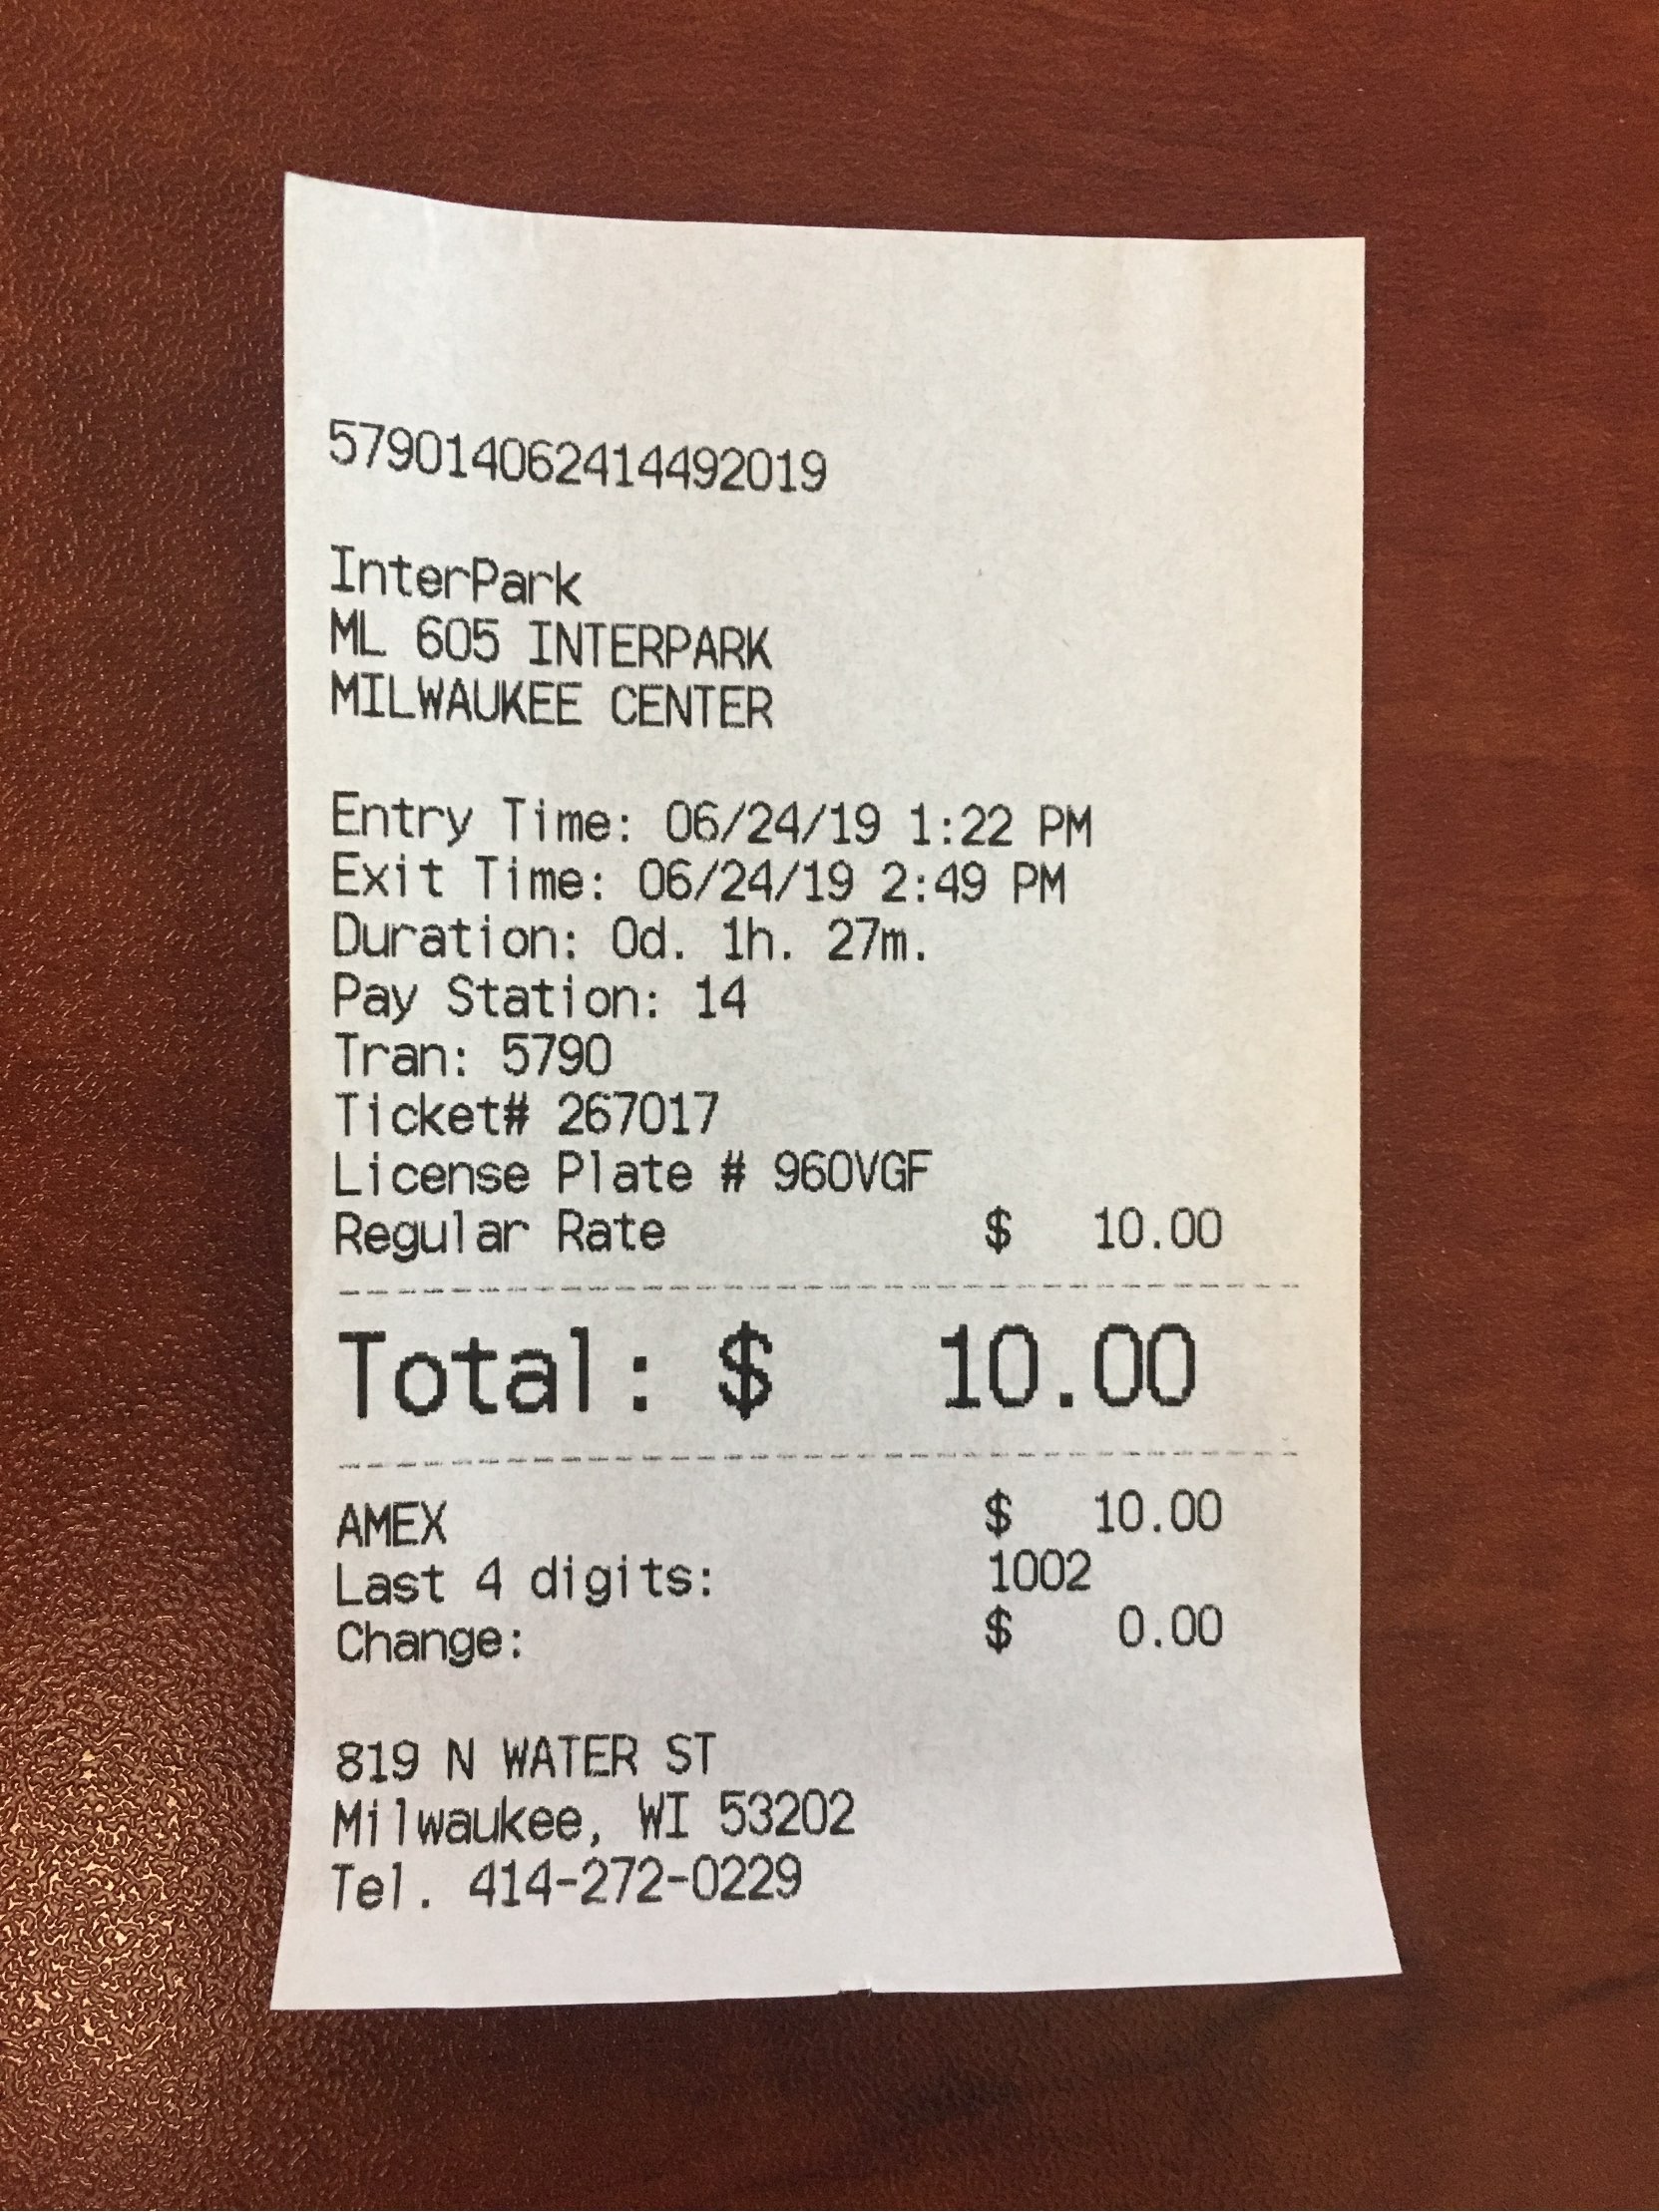 579014062414492019
InterPark
ML 605 INTERPARK
MILWAUKEE CENTER
Entry Time: 06/24/19 1:22 PM
Exit Time: 06/24/19 2:49 PM
Duration: 0d. 1h. 27m.
Pay Station: 14
Tran: 5790
Ticket# 267017
License Plate # 960VGF
Regular Rate $ 10.00
Total: $ 10.00
AMEX $ 10.00
Last 4 digits: 1002
Change: $ 0.00
819 N WATER ST
Milwaukee, WI 53202
Tel. 414-272-0229